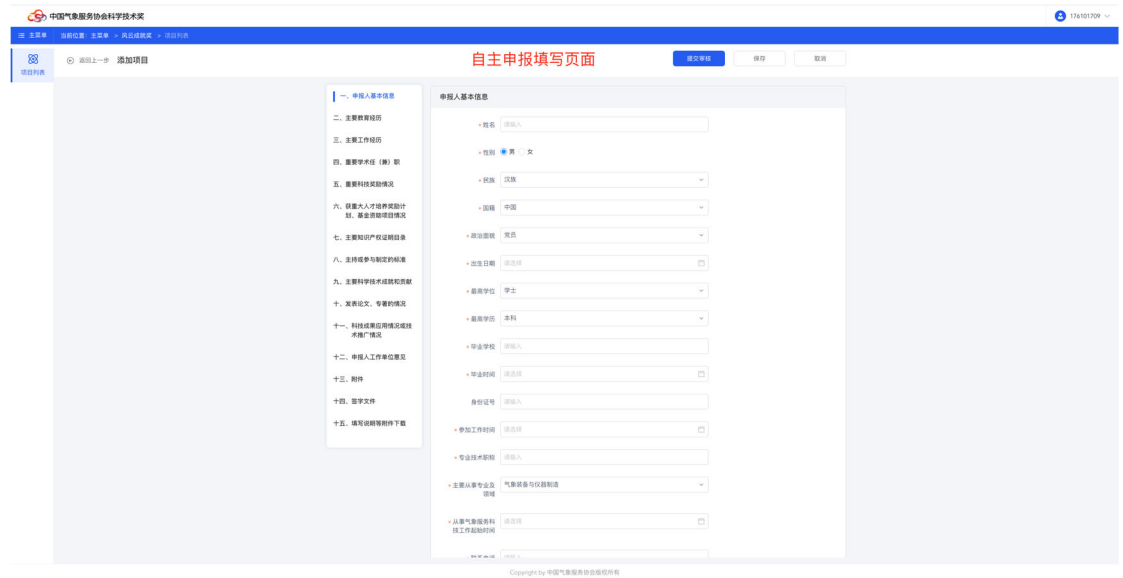 中国气象服务协会科学技术奖
176101709
主菜单 当前位置: 主菜单 > 风云成就奖 > 项目列表
项目列表
返回上一步 添加项目
自主申报填写页面
提交审核 保存 取消
一、申报人基本信息
二、主要教育经历
三、主要工作经历
四、重要学术任（兼）职
五、重要科技奖励情况
六、获重大人才培养奖励计
划、基金资助项目情况
七、主要知识产权证明目录
八、主持或参与制定的标准
九、主要科学技术成就和贡献
十、发表论文、专著的情况
十一、科技成果应用情况或技
术推广情况
十二、申报人工作单位意见
十三、附件
十四、签字文件
十五、填写说明等附件下载
申报人基本信息
* 姓名 请输入
* 性别 男 女
* 民族 汉族
* 国籍 中国
* 政治面貌 党员
* 出生日期 请选择
* 最高学位 学士
* 最高学历 本科
* 毕业学校 请输入
* 毕业时间 请选择
身份证号 请输入
* 参加工作时间 请选择
* 专业技术职称 请输入
* 主要从事专业及 气象装备与仪器制造
领域
* 从事气象服务科 请选择
技工作起始时间
Copyright by 中国气象服务协会版权所有